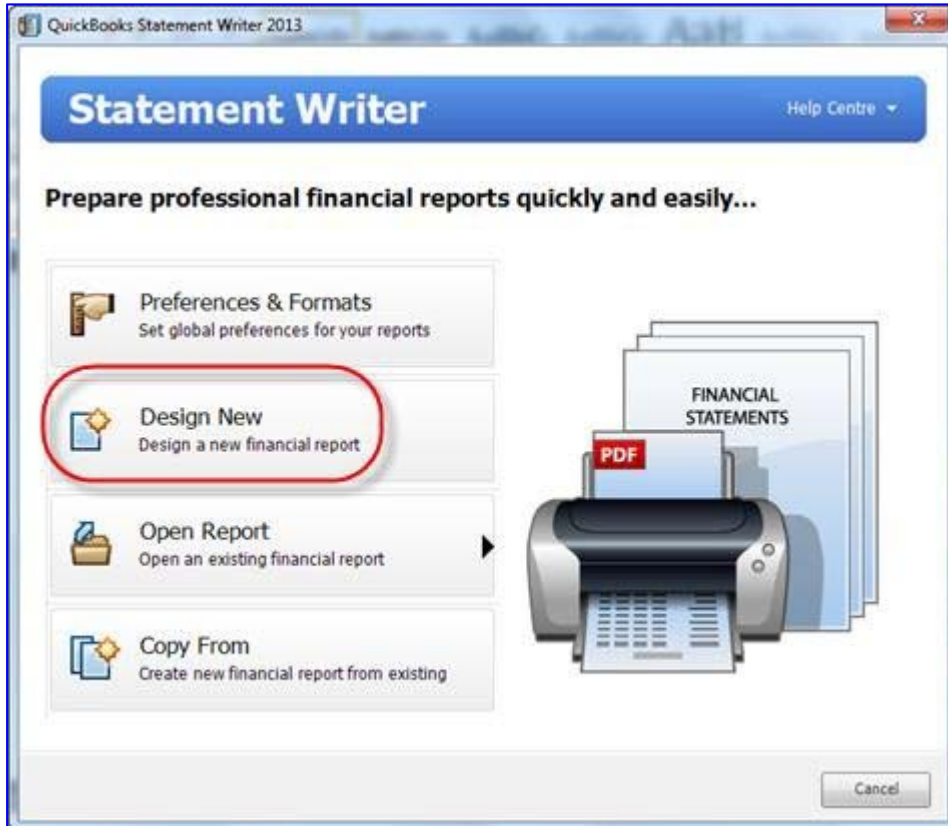 QuickBooks Statement Writer 2013
Statement Writer
Help Centre
Prepare professional financial reports quickly and easily...
Preferences & Formats
Set global preferences for your reports
Design New
Design a new financial report
Open Report
Open an existing financial report
Copy From
Create new financial report from existing
FINANCIAL
STATEMENTS
PDF
Cancel